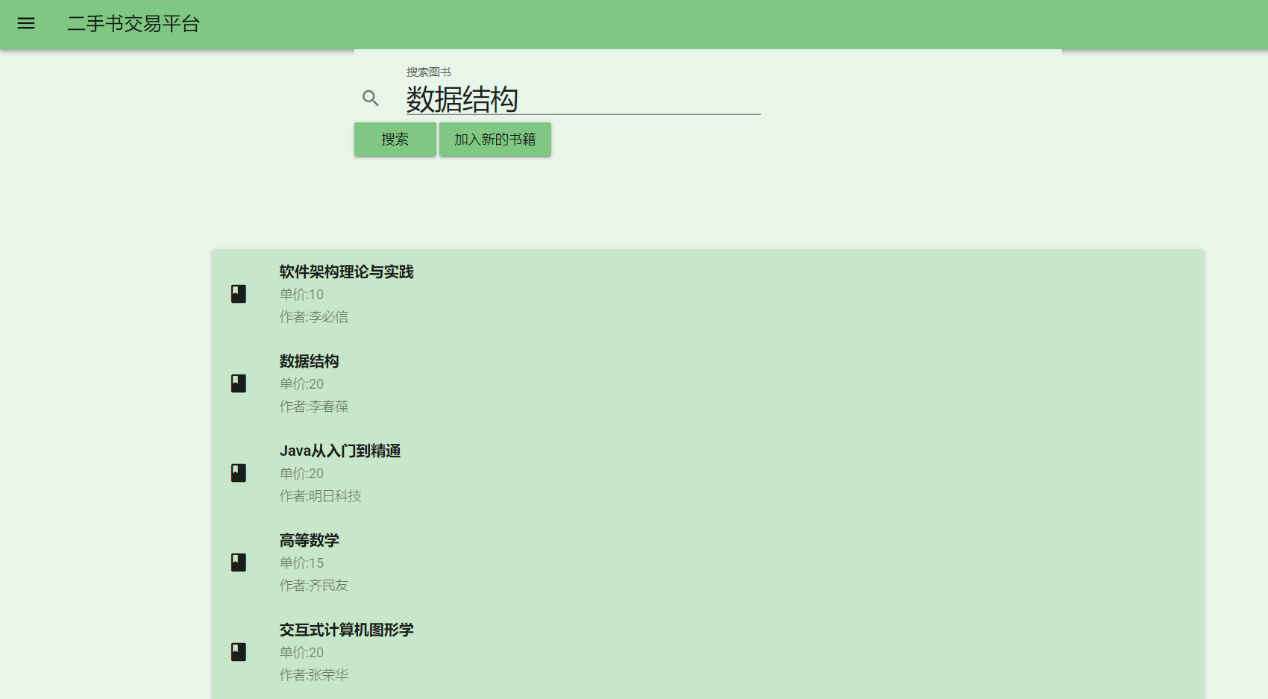 二手书交易平台
搜索图书
数据结构
搜索
加入新的书籍
软件架构理论与实践
单价:10
作者:李必信
数据结构
单价:20
作者:李春葆
Java从入门到精通
单价:20
作者:明日科技
高等数学
单价:15
作者:齐民友
交互式计算机图形学
单价:20
作者:张荣华